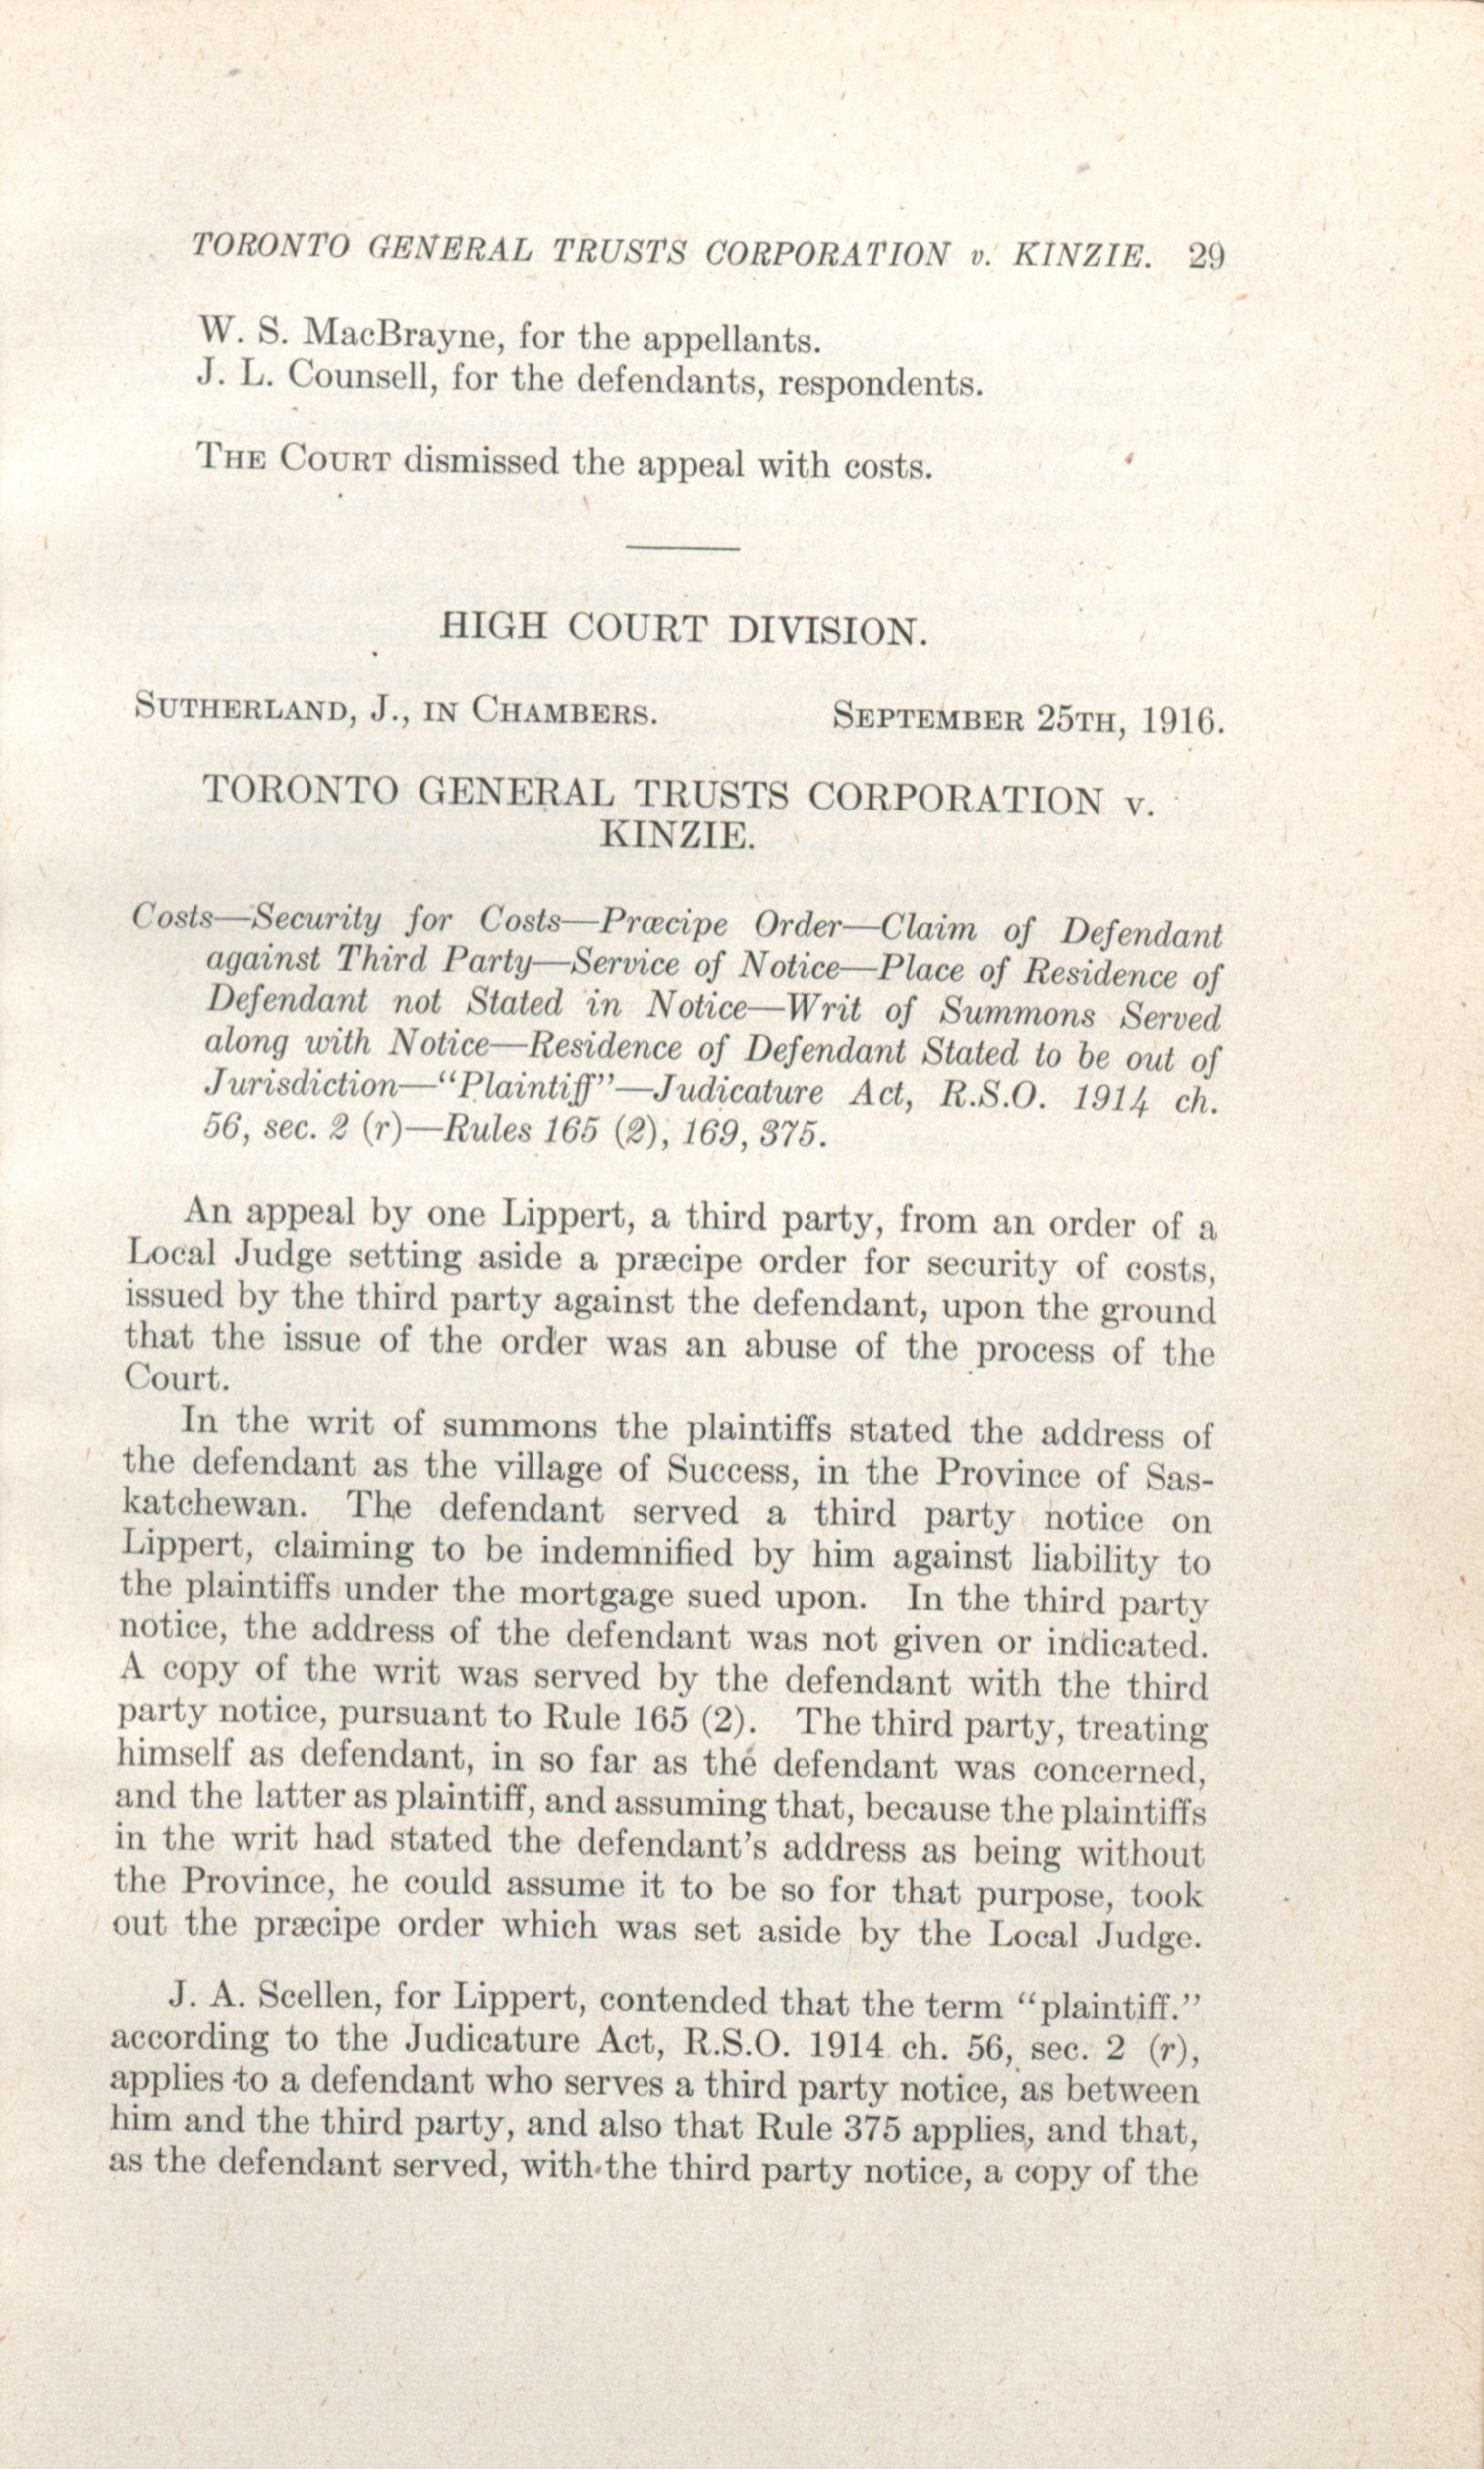 TORONTO GENERAL TRUSTS CORPORATION v. KINZIE. 29
W. S. MacBrayne, for the appellants.
J. L. Counsell, for the defendants, respondents.
THE COURT dismissed the appeal with costs.
HIGH COURT DIVISION.
SUTHERLAND, J., IN CHAMBERS. SEPTEMBER 25TH, 1916.
TORONTO GENERAL TRUSTS CORPORATION v.
KINZIE.
Costs—Security for Costs—Præcipe Order—Claim of Defendant
against Third Party—Service of Notice—Place of Residence of
Defendant not Stated in Notice—Writ of Summons Served
along with Notice—Residence of Defendant Stated to be out of
Jurisdiction—“Plaintiff”—Judicature Act, R.S.O. 1914 ch.
56, sec. 2 (r)—Rules 165 (2), 169, 375.
An appeal by one Lippert, a third party, from an order of a
Local Judge setting aside a præcipe order for security of costs,
issued by the third party against the defendant, upon the ground
that the issue of the order was an abuse of the process of the
Court.
In the writ of summons the plaintiffs stated the address of
the defendant as the village of Success, in the Province of Sas-
katchewan. The defendant served a third party notice on
Lippert, claiming to be indemnified by him against liability to
the plaintiffs under the mortgage sued upon. In the third party
notice, the address of the defendant was not given or indicated.
A copy of the writ was served by the defendant with the third
party notice, pursuant to Rule 165 (2). The third party, treating
himself as defendant, in so far as the defendant was concerned,
and the latter as plaintiff, and assuming that, because the plaintiffs
in the writ had stated the defendant's address as being without
the Province, he could assume it to be so for that purpose, took
out the præcipe order which was set aside by the Local Judge.
J. A. Scellen, for Lippert, contended that the term “plaintiff.”
according to the Judicature Act, R.S.O. 1914 ch. 56, sec. 2 (r),
applies to a defendant who serves a third party notice, as between
him and the third party, and also that Rule 375 applies, and that,
as the defendant served, with the third party notice, a copy of the